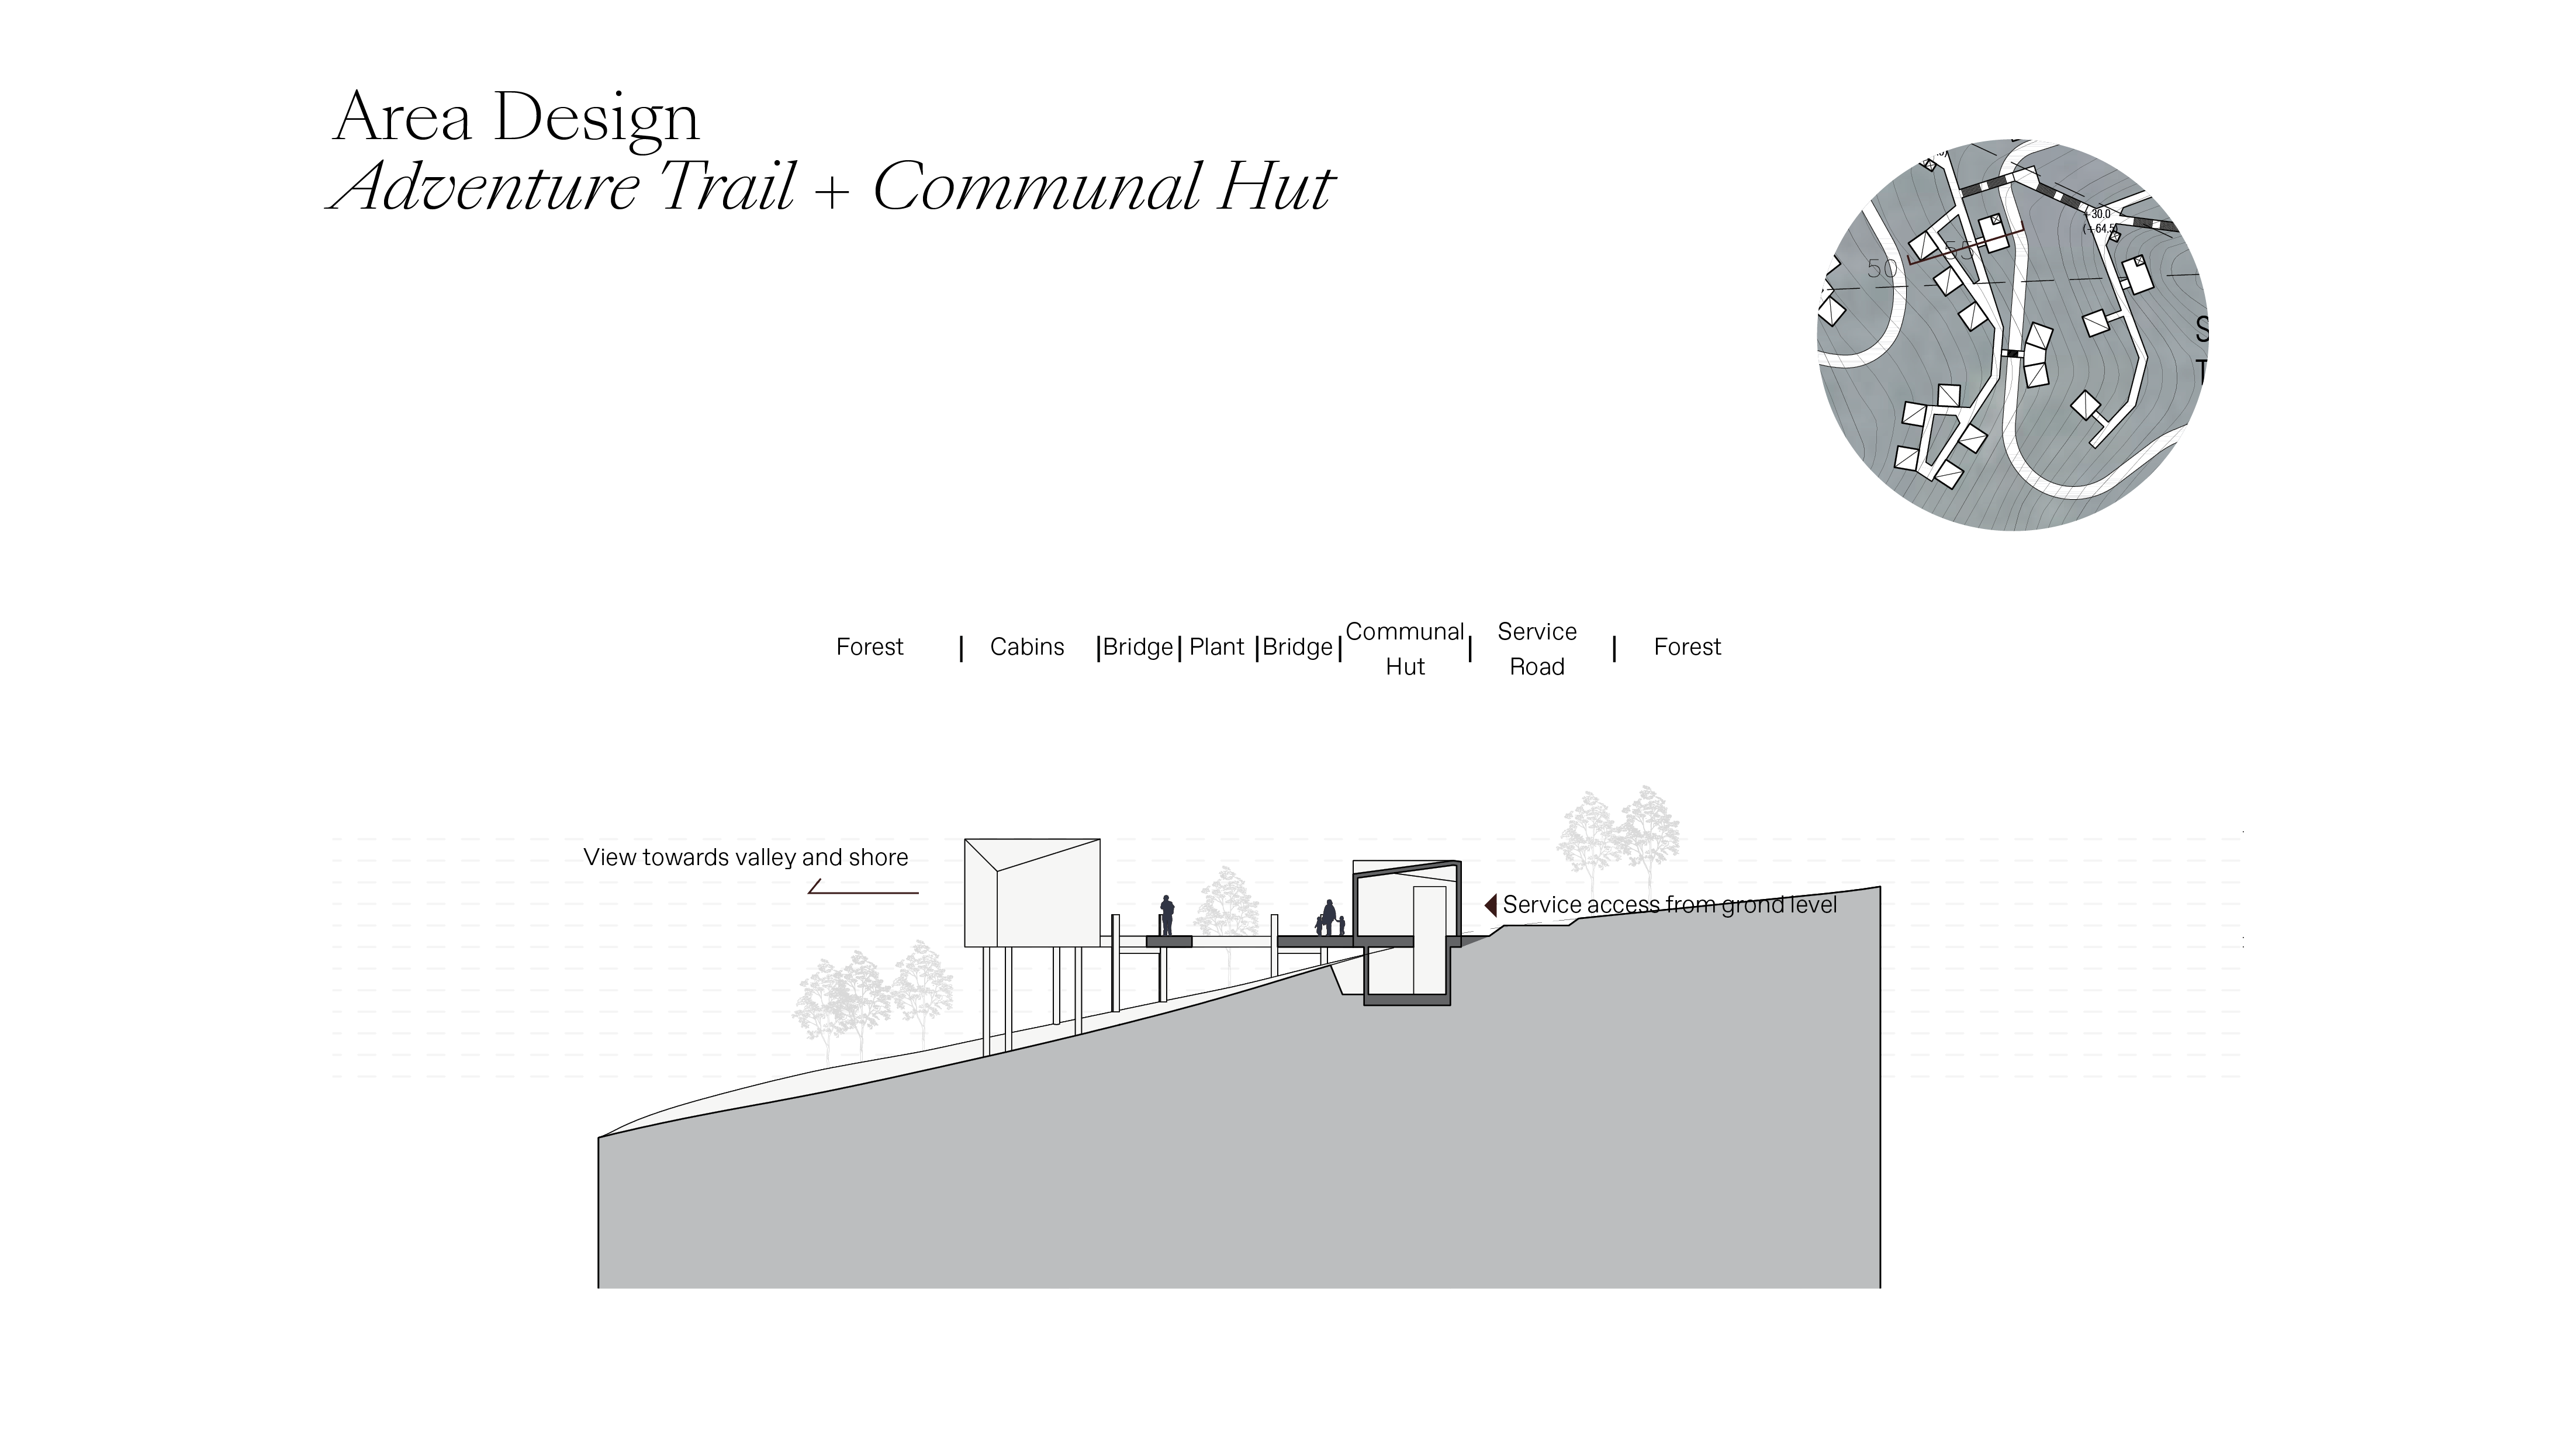 Area Design
Adventure Trail + Communal Hut
+30.0
(+64.5)
55
50
S
T
Forest | Cabins | Bridge | Plant | Bridge | Communal Hut | Service Road | Forest
View towards valley and shore
Service access from grond level